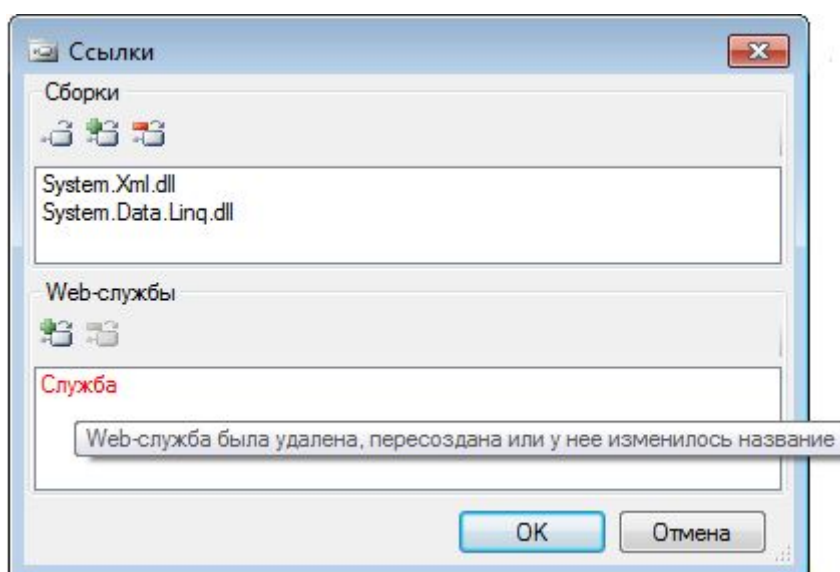 Ссылки
Сборки
System.Xml.dll
System.Data.Linq.dll
Web-службы
Служба
Web-служба была удалена, пересоздана или у нее изменилось название
OK
Отмена